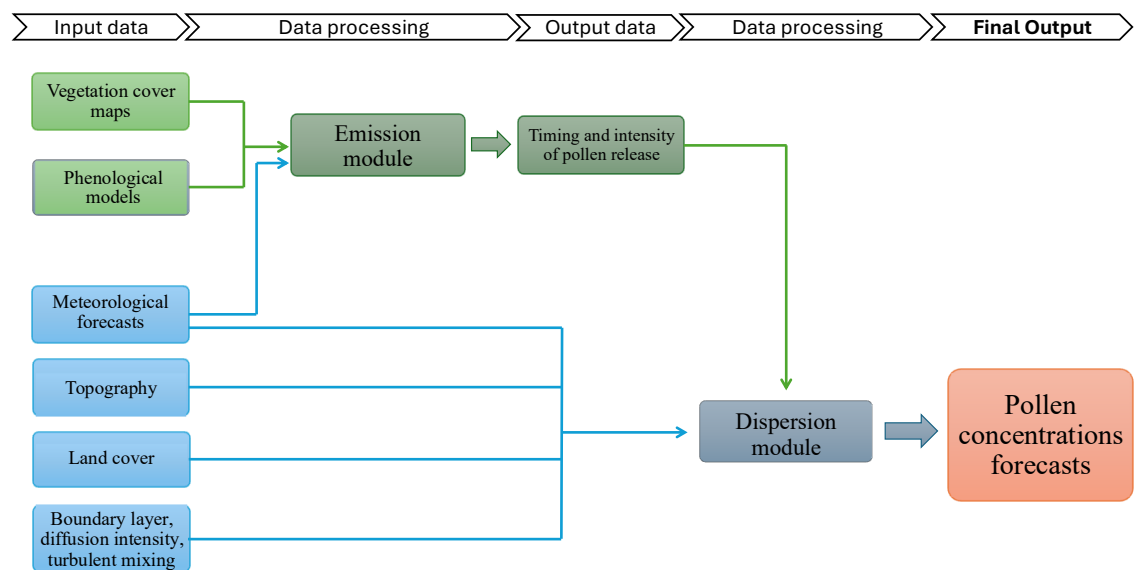 Input data
Data processing
Output data
Data processing
Final Output
Vegetation cover
maps
Phenological
models
Emission
module
Timing and intensity
of pollen release
Meteorological
forecasts
Topography
Land cover
Boundary layer,
diffusion intensity,
turbulent mixing
Dispersion
module
Pollen
concentrations
forecasts